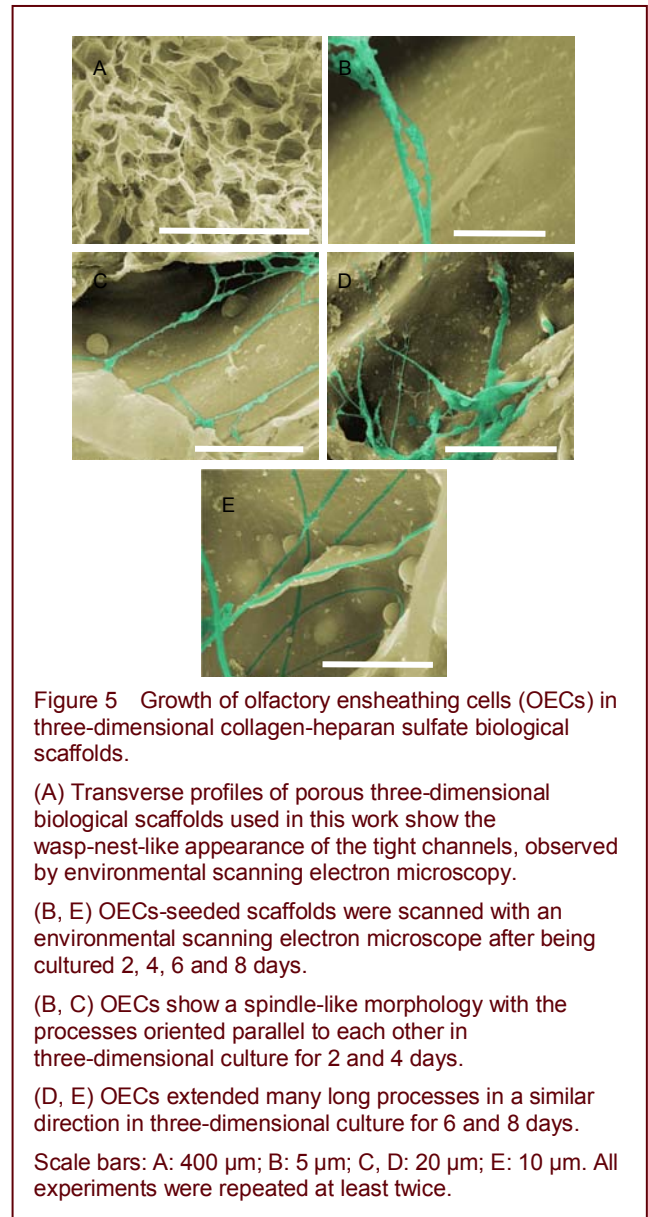 A
B
C
D
E
Figure 5 Growth of olfactory ensheathing cells (OECs) in
three-dimensional collagen-heparan sulfate biological
scaffolds.
(A) Transverse profiles of porous three-dimensional
biological scaffolds used in this work show the
wasp-nest-like appearance of the tight channels, observed
by environmental scanning electron microscopy.
(B, E) OECs-seeded scaffolds were scanned with an
environmental scanning electron microscope after being
cultured 2, 4, 6 and 8 days.
(B, C) OECs show a spindle-like morphology with the
processes oriented parallel to each other in
three-dimensional culture for 2 and 4 days.
(D, E) OECs extended many long processes in a similar
direction in three-dimensional culture for 6 and 8 days.
Scale bars: A: 400 μm; B: 5 μm; C, D: 20 μm; E: 10 μm. All
experiments were repeated at least twice.